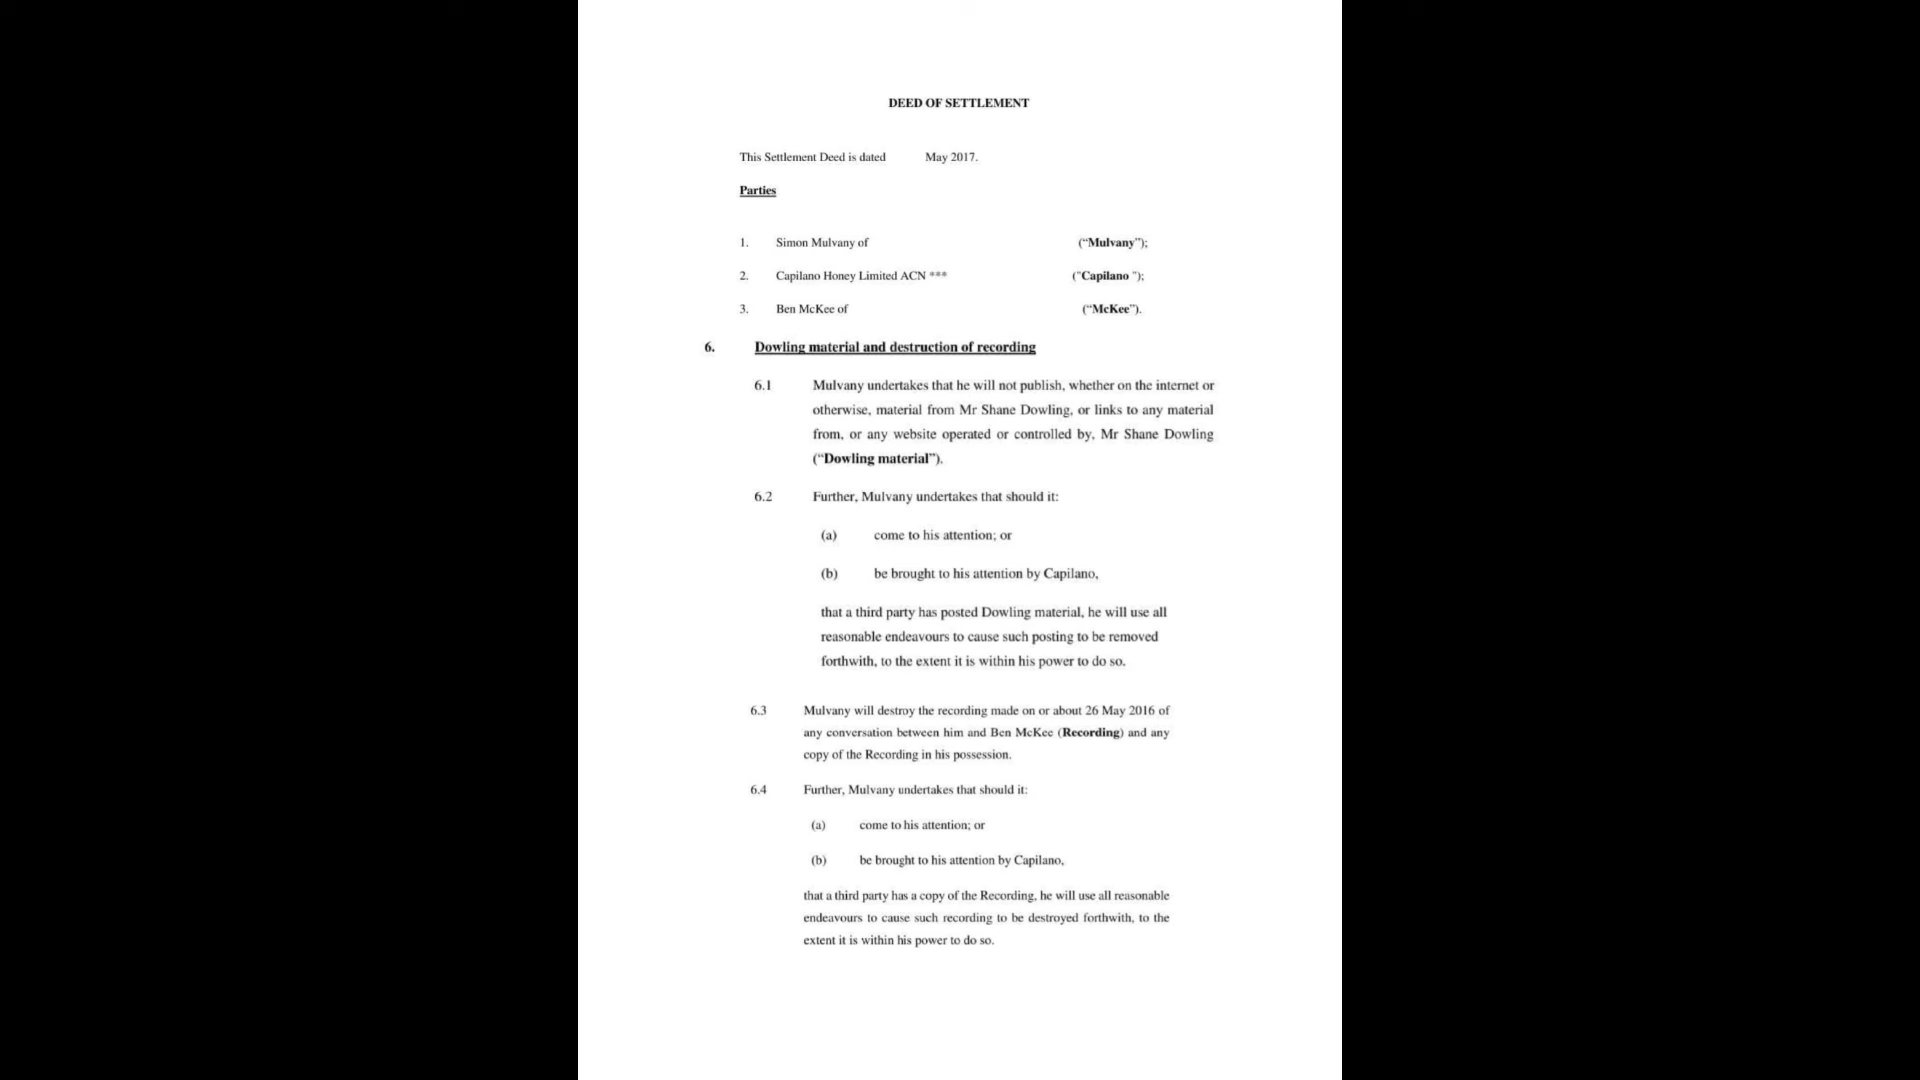 DEED OF SETTLEMENT
This Settlement Deed is dated May 2017.
Parties
1. Simon Mulvany of ("Mulvany");
2. Capilano Honey Limited ACN *** ("Capilano ");
3. Ben McKee of ("McKee").
6. Dowling material and destruction of recording
6.1 Mulvany undertakes that he will not publish, whether on the internet or
otherwise, material from Mr Shane Dowling, or links to any material
from, or any website operated or controlled by, Mr Shane Dowling
("Dowling material").
6.2 Further, Mulvany undertakes that should it:
(a) come to his attention; or
(b) be brought to his attention by Capilano,
that a third party has posted Dowling material, he will use all
reasonable endeavours to cause such posting to be removed
forthwith, to the extent it is within his power to do so.
6.3 Mulvany will destroy the recording made on or about 26 May 2016 of
any conversation between him and Ben McKee (Recording) and any
copy of the Recording in his possession.
6.4 Further, Mulvany undertakes that should it:
(a) come to his attention; or
(b) be brought to his attention by Capilano,
that a third party has a copy of the Recording, he will use all reasonable
endeavours to cause such recording to be destroyed forthwith, to the
extent it is within his power to do so.